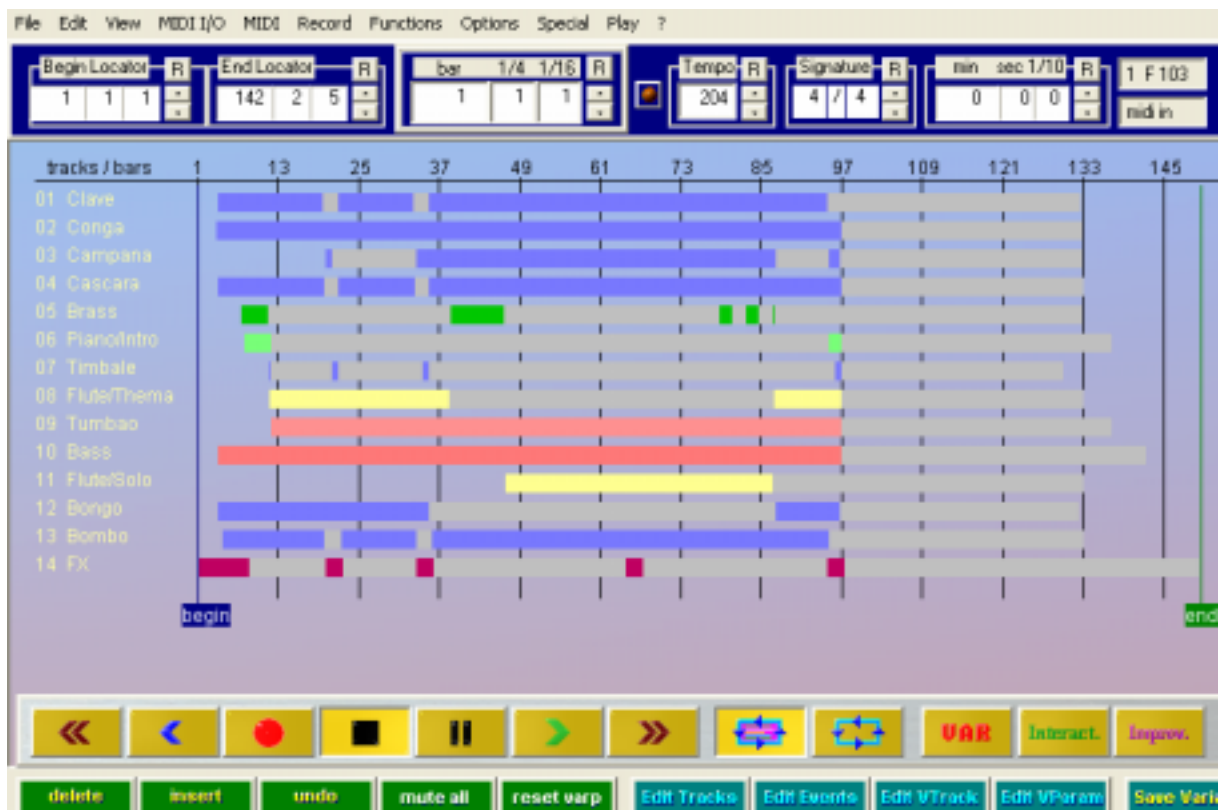 File Edit View MIDI I/O MIDI Record Functions Options Special Play ?
Begin Locator R End Locator R bar 1/4 1/16 R Tempo R Signature R min sec 1/10 R 1 F 103
1 1 1 142 2 5 1 1 1 204 4 / 4 0 0 0 midi in
tracks / bars 1 13 25 37 49 61 73 85 97 109 121 133 145
01 Clave
02 Conga
03 Campana
04 Cascara
05 Brass
06 Piano/Intro
07 Timbale
08 Flute/Thema
09 Tumbao
10 Bass
11 Flute/Solo
12 Bongo
13 Bombo
14 FX
begin end
VAR Interact. Improv.
delete insert undo mute all reset varp Edit Tracks Edit Events Edit VTrack Edit VParam Save Varia